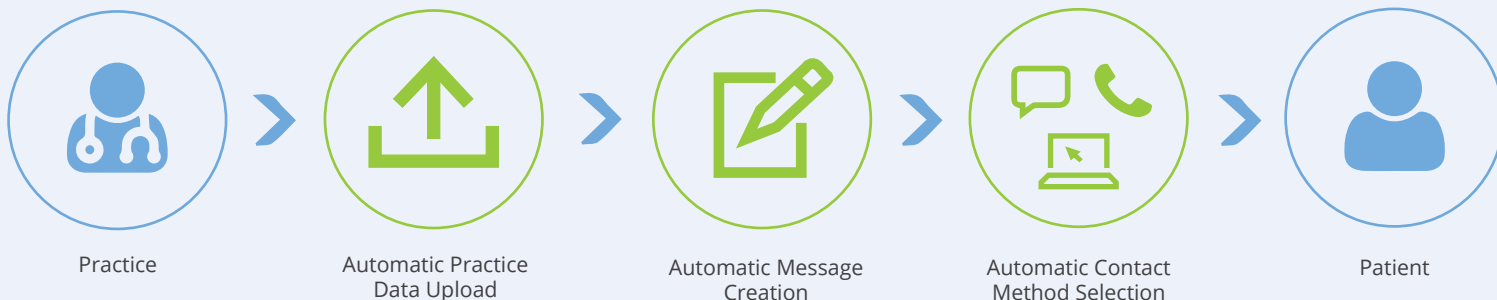 Practice
Automatic Practice
Data Upload
Automatic Message
Creation
Automatic Contact
Method Selection
Patient